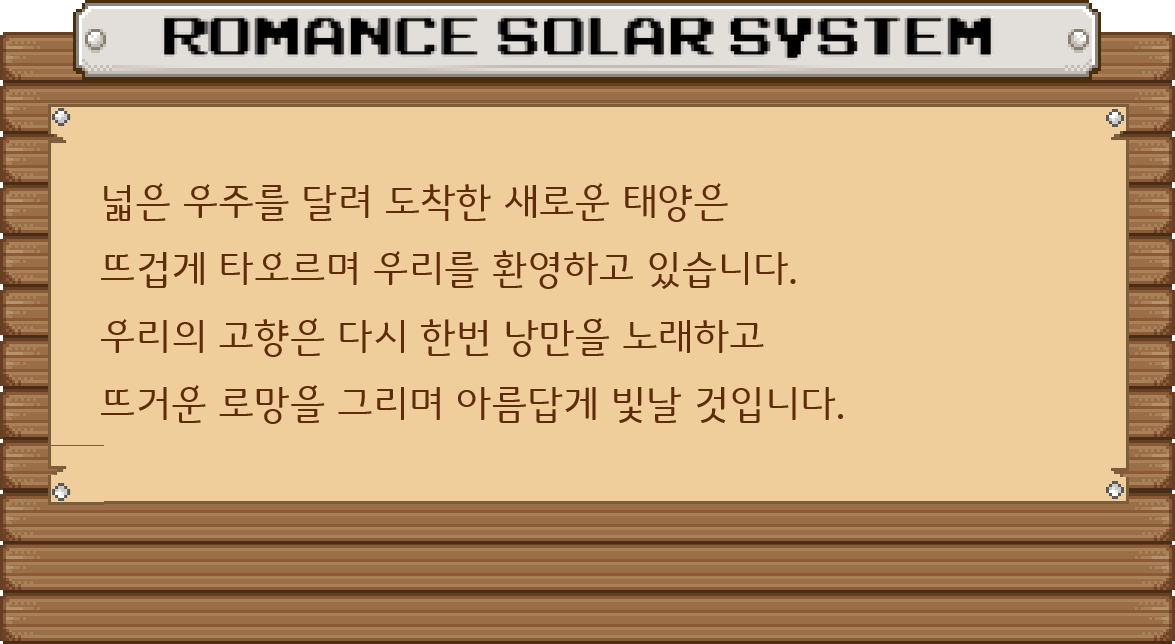 ROMANCE SOLAR SYSTEM
넓은 우주를 달려 도착한 새로운 태양은
뜨겁게 타오르며 우리를 환영하고 있습니다.
우리의 고향은 다시 한번 낭만을 노래하고
뜨거운 로망을 그리며 아름답게 빛날 것입니다.